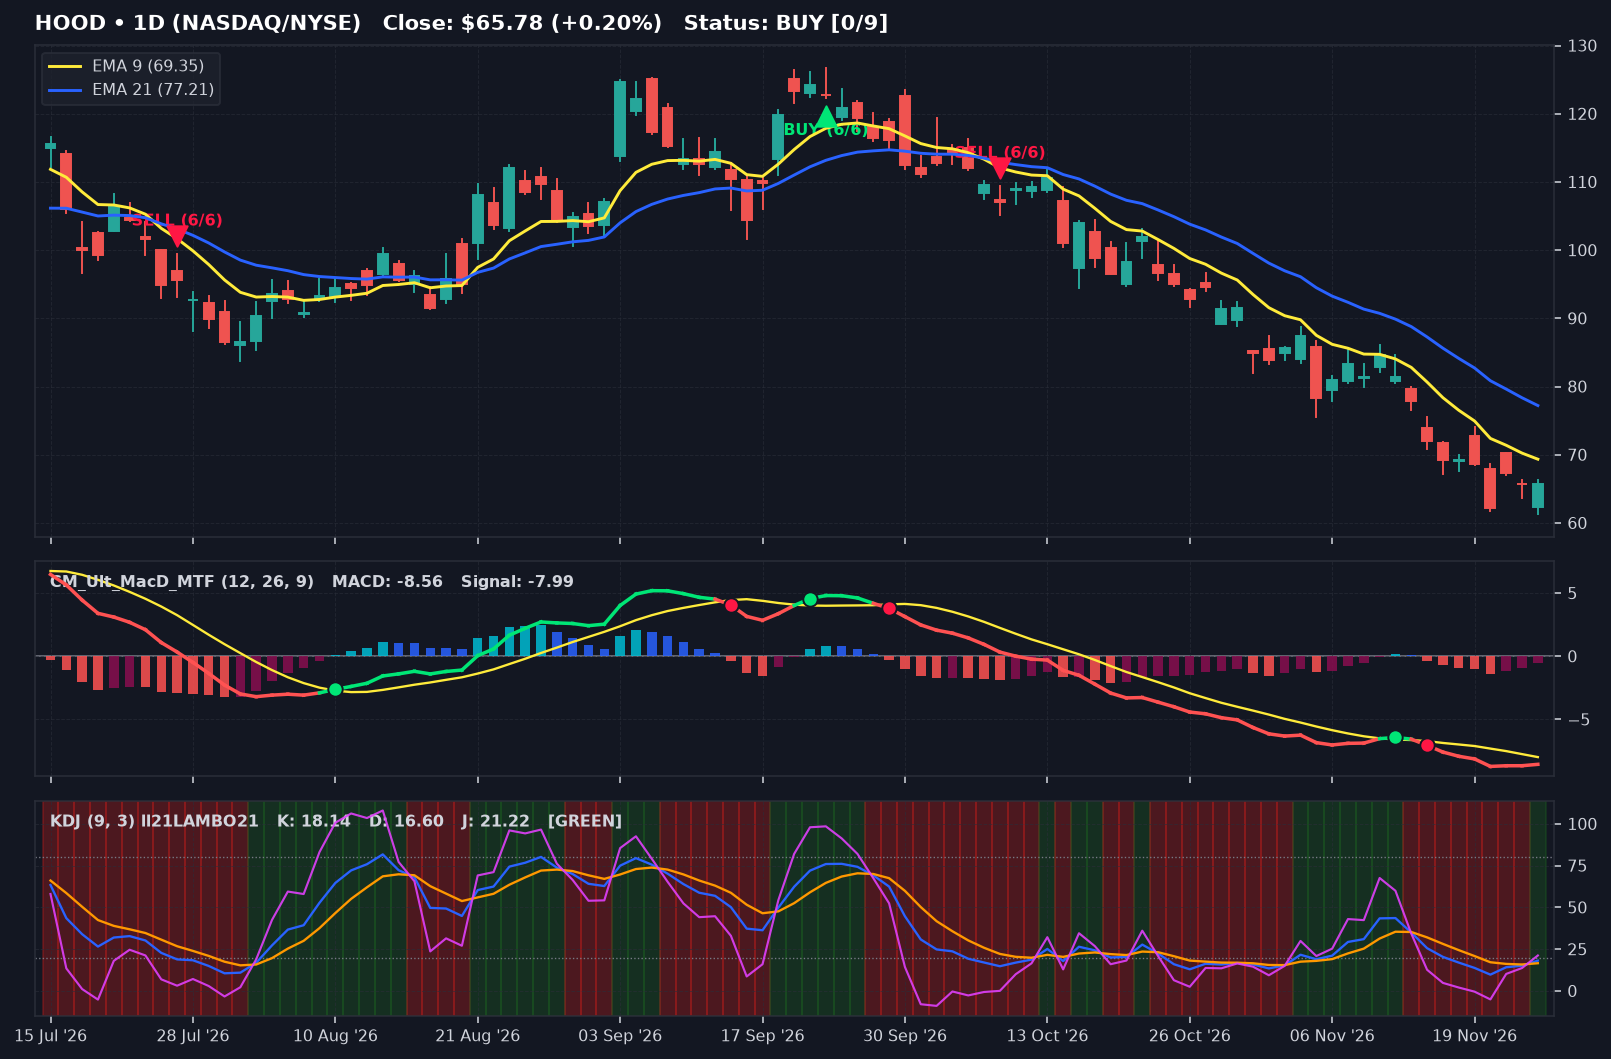 HOOD • 1D (NASDAQ/NYSE)   Close: $65.78 (+0.20%)   Status: BUY [0/9]
EMA 9 (69.35)
EMA 21 (77.21)
130
120
110
100
90
80
70
60
SELL (6/6)
BUY (6/6)
SELL (6/6)
CM_Ult_MacD_MTF (12, 26, 9)   MACD: -8.56   Signal: -7.99
5
0
−5
KDJ (9, 3) II21LAMBO21   K: 18.14   D: 16.60   J: 21.22   [GREEN]
100
75
50
25
0
15 Jul '26
28 Jul '26
10 Aug '26
21 Aug '26
03 Sep '26
17 Sep '26
30 Sep '26
13 Oct '26
26 Oct '26
06 Nov '26
19 Nov '26